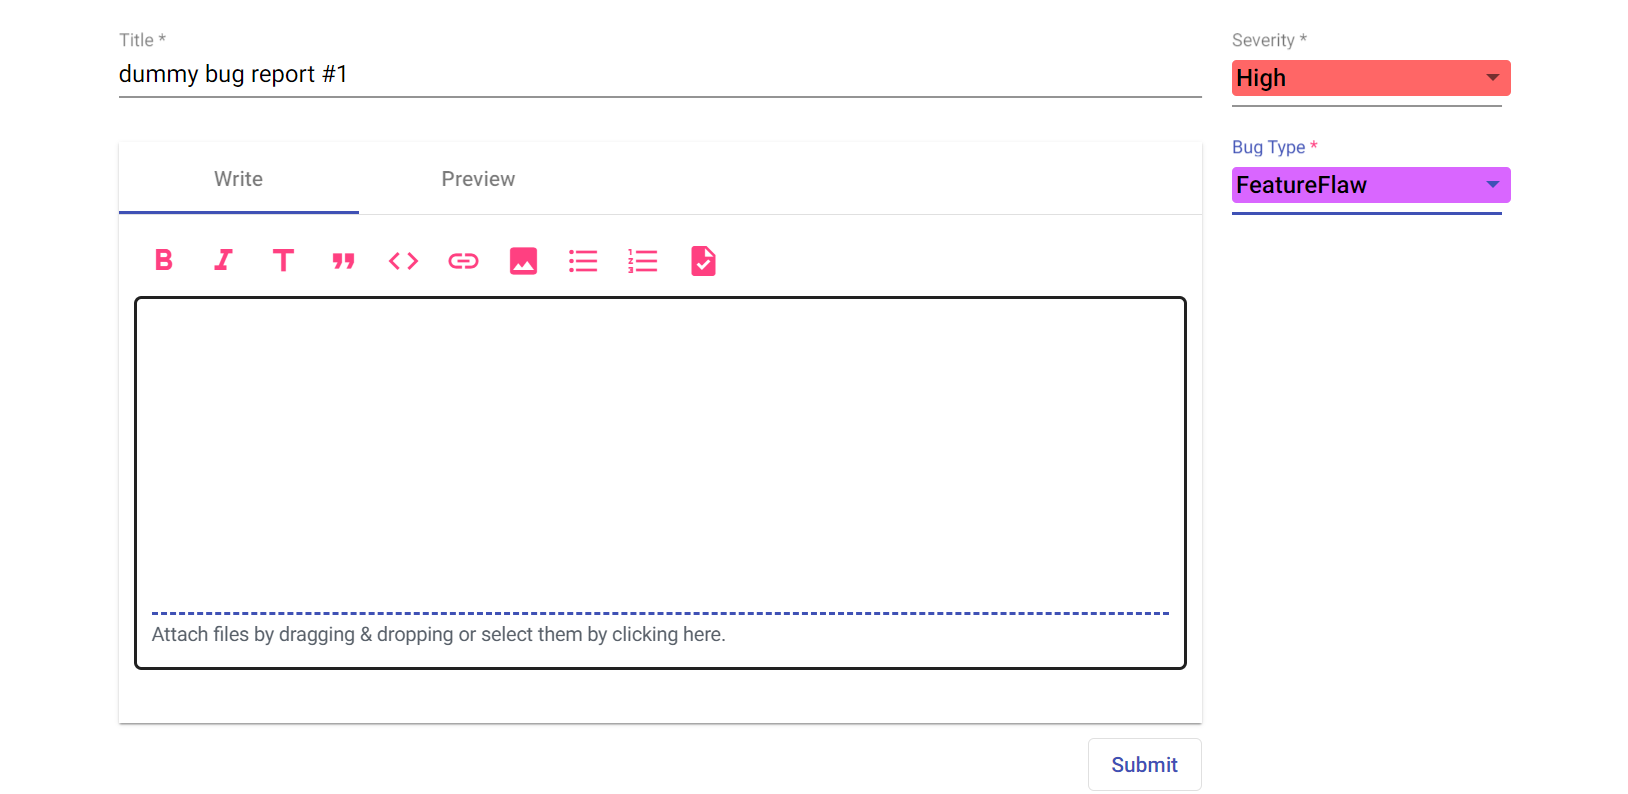 Title *
dummy bug report #1
Severity *
High
Bug Type *
FeatureFlaw
Write
Preview
Attach files by dragging & dropping or select them by clicking here.
Submit